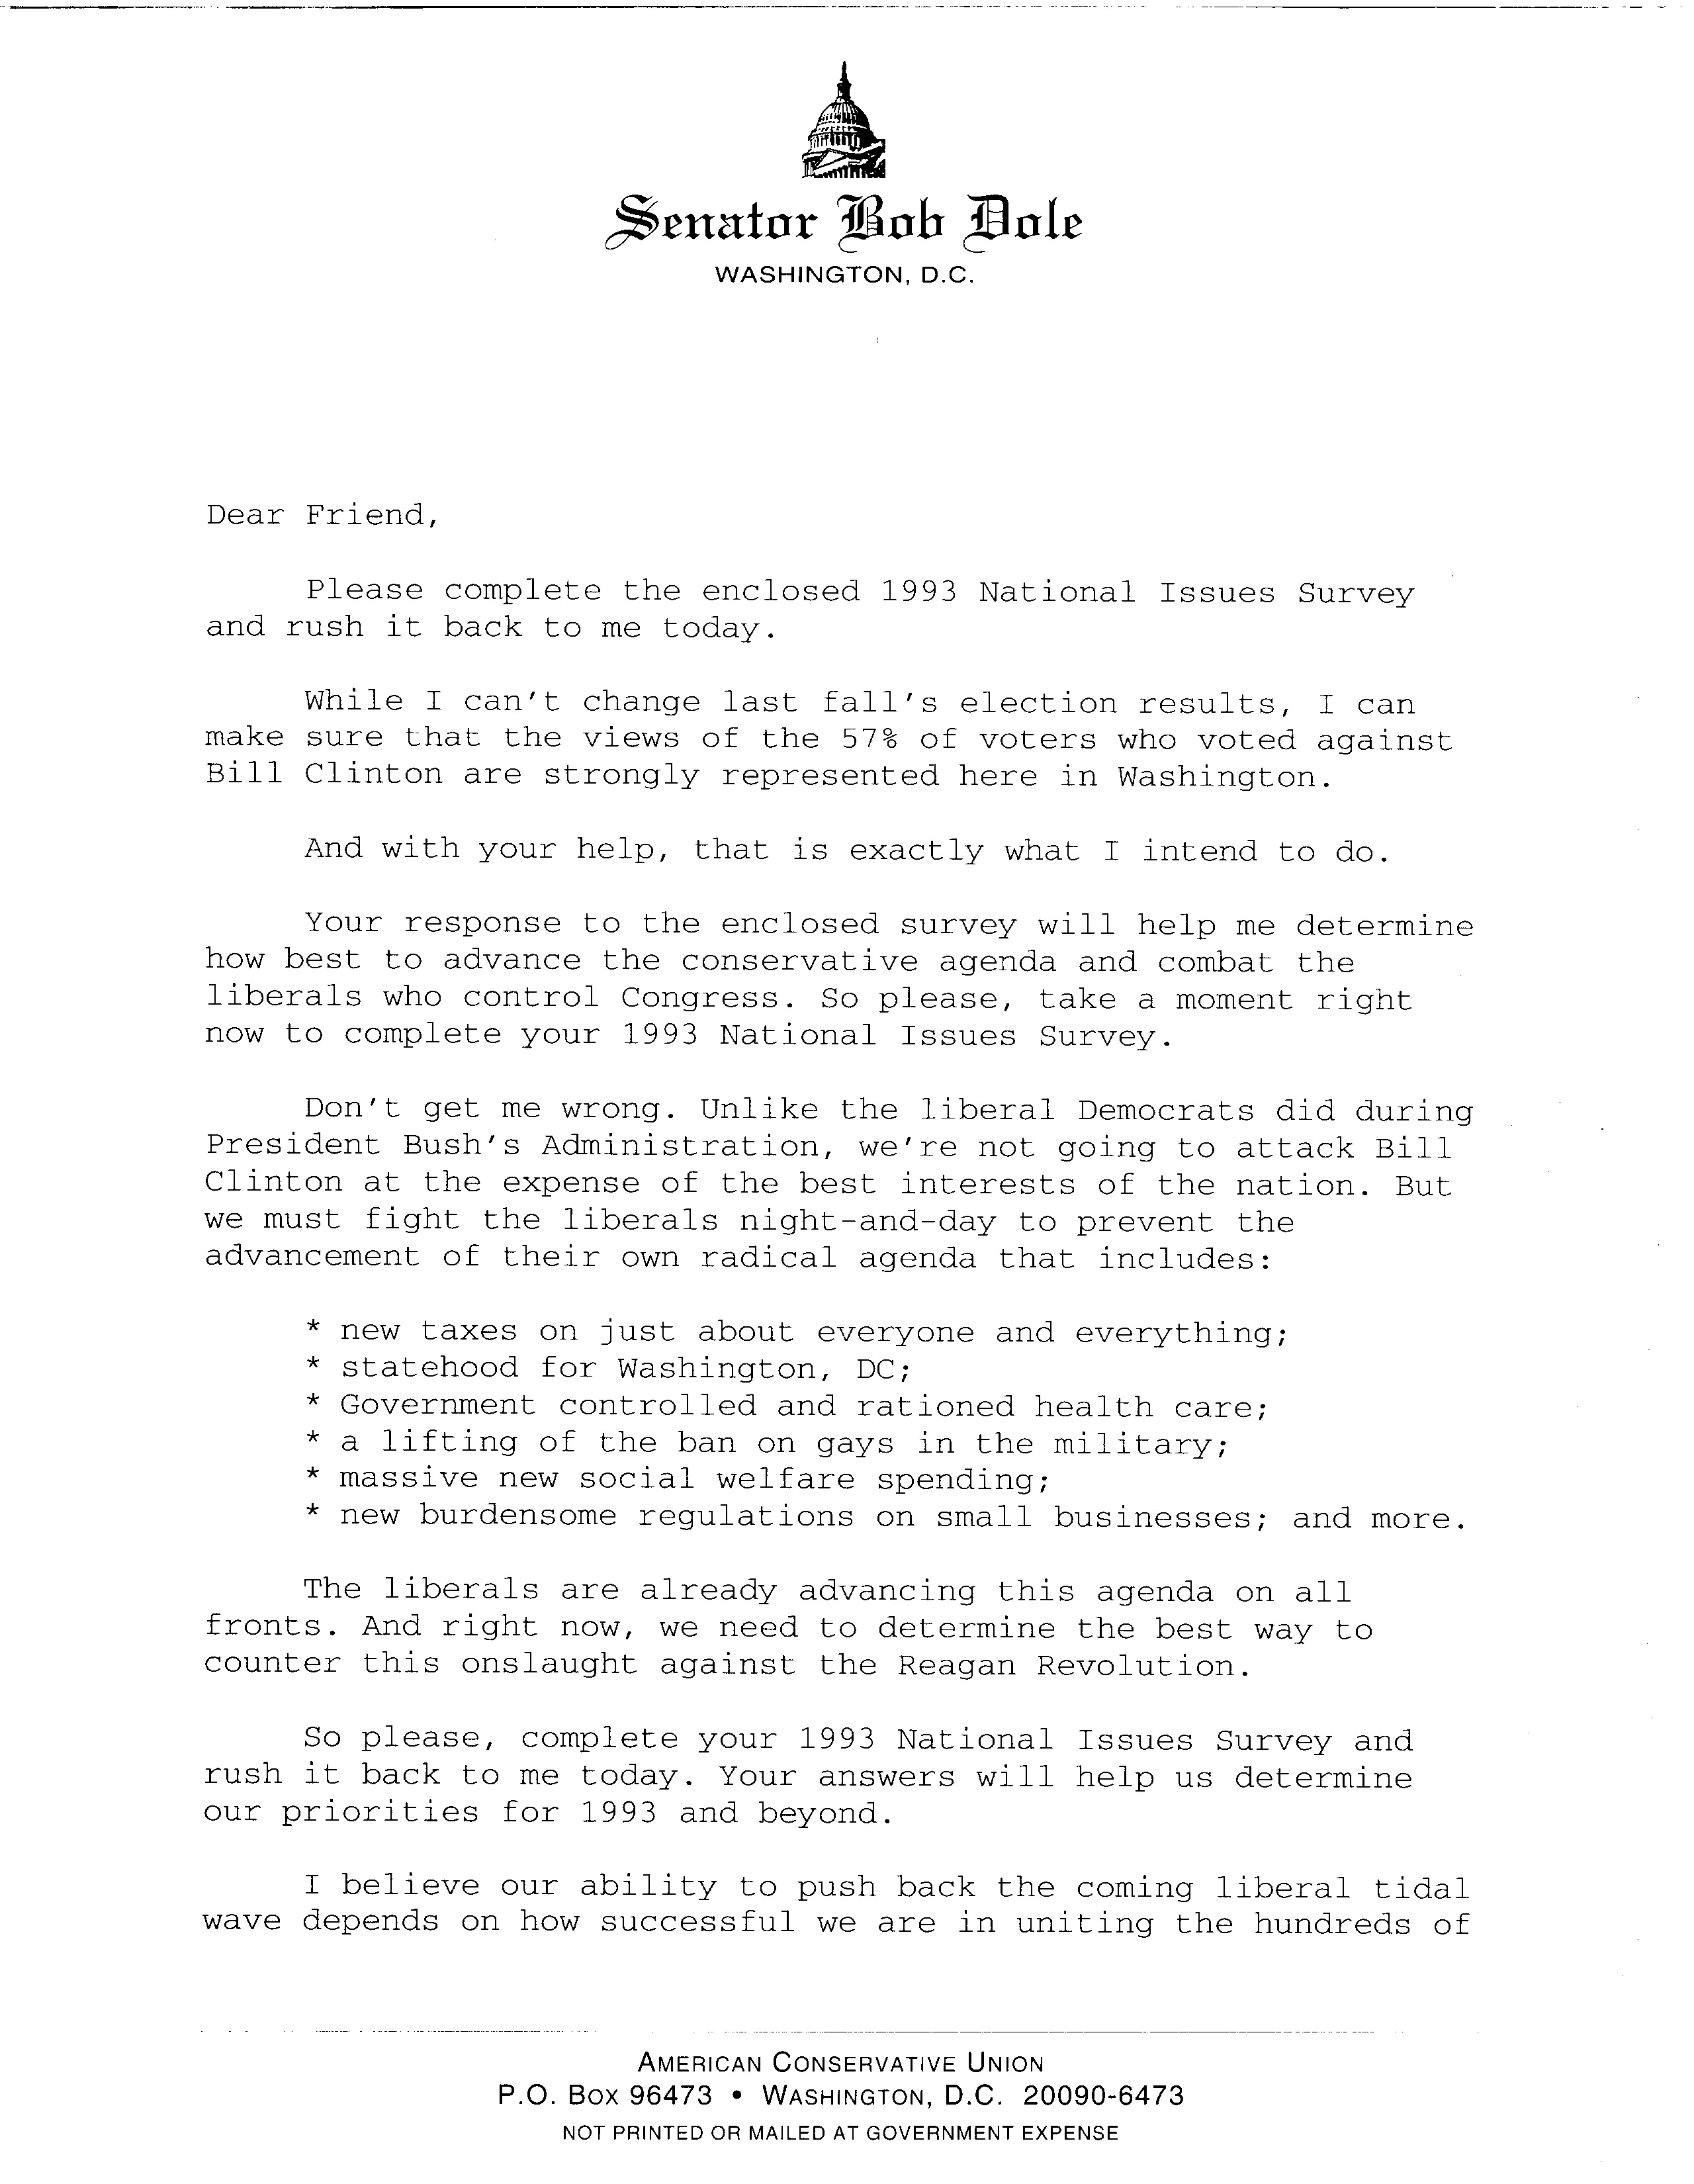 Senator Bob Dole
WASHINGTON, D.C.
Dear Friend,
Please complete the enclosed 1993 National Issues Survey
and rush it back to me today.
While I can't change last fall's election results, I can
make sure that the views of the 57% of voters who voted against
Bill Clinton are strongly represented here in Washington.
And with your help, that is exactly what I intend to do.
Your response to the enclosed survey will help me determine
how best to advance the conservative agenda and combat the
liberals who control Congress. So please, take a moment right
now to complete your 1993 National Issues Survey.
Don't get me wrong. Unlike the liberal Democrats did during
President Bush's Administration, we're not going to attack Bill
Clinton at the expense of the best interests of the nation. But
we must fight the liberals night-and-day to prevent the
advancement of their own radical agenda that includes:
* new taxes on just about everyone and everything;
* statehood for Washington, DC;
* Government controlled and rationed health care;
* a lifting of the ban on gays in the military;
* massive new social welfare spending;
* new burdensome regulations on small businesses; and more.
The liberals are already advancing this agenda on all
fronts. And right now, we need to determine the best way to
counter this onslaught against the Reagan Revolution.
So please, complete your 1993 National Issues Survey and
rush it back to me today. Your answers will help us determine
our priorities for 1993 and beyond.
I believe our ability to push back the coming liberal tidal
wave depends on how successful we are in uniting the hundreds of
AMERICAN CONSERVATIVE UNION
P.O. BOX 96473 • WASHINGTON, D.C. 20090-6473
NOT PRINTED OR MAILED AT GOVERNMENT EXPENSE